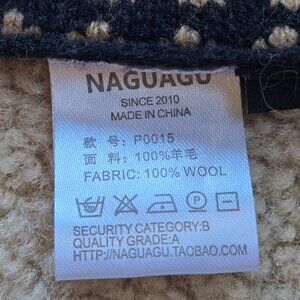 NAGUAGU
SINCE 2010
MADE IN CHINA
款 号: P0015
面 料: 100%羊毛
FABRIC: 100% WOOL
SECURITY CATEGORY:B
QUALITY GRADE:A
HTTP://NAGUAGU.TAOBAO.COM